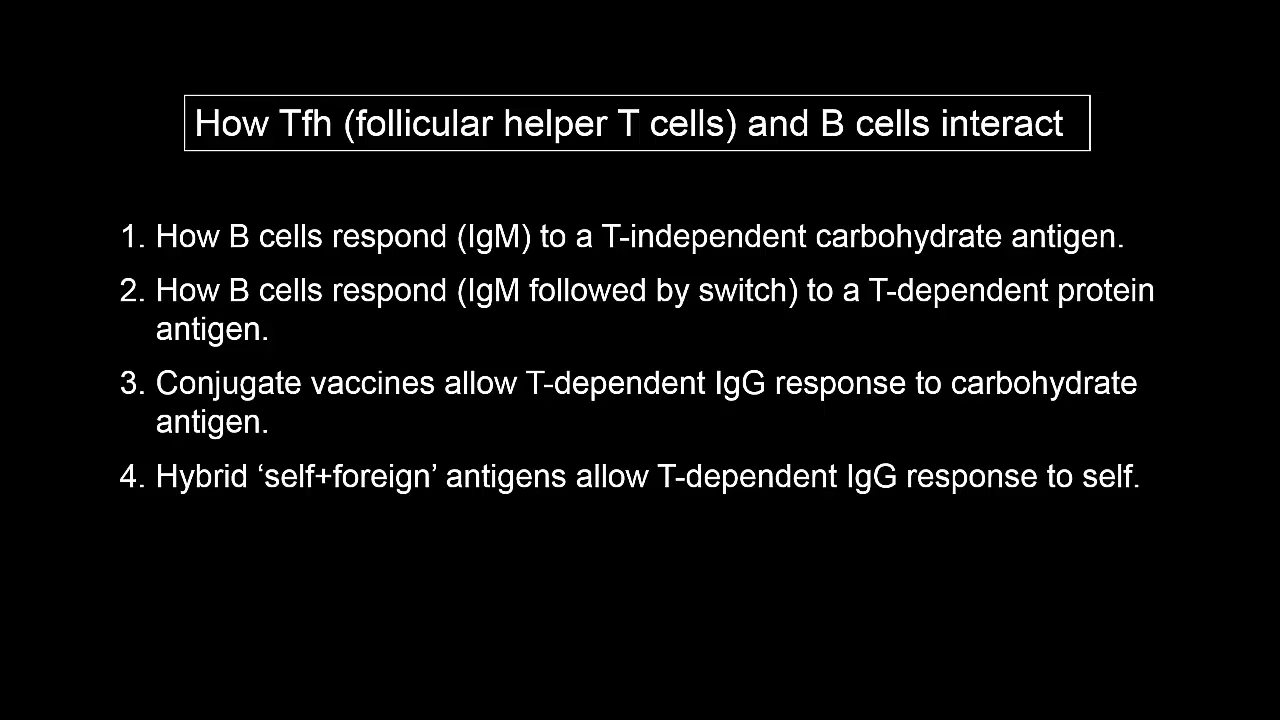 How Tfh (follicular helper T cells) and B cells interact
1. How B cells respond (IgM) to a T-independent carbohydrate antigen.
2. How B cells respond (IgM followed by switch) to a T-dependent protein
antigen.
3. Conjugate vaccines allow T-dependent IgG response to carbohydrate
antigen.
4. Hybrid ‘self+foreign’ antigens allow T-dependent IgG response to self.